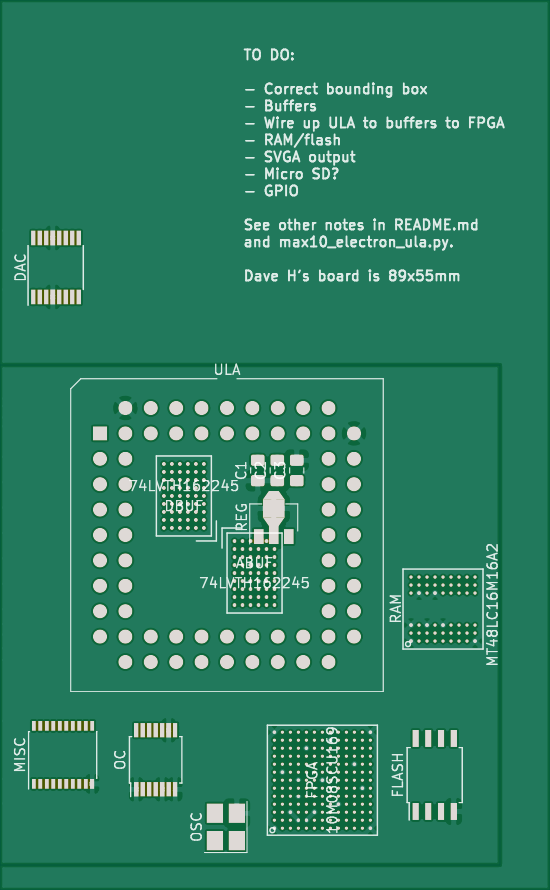 TO DO:
- Correct bounding box
- Buffers
- Wire up ULA to buffers to FPGA
- RAM/flash
- SVGA output
- Micro SD?
- GPIO
See other notes in README.md
and max10_electron_ula.py.
Dave H's board is 89x55mm
DAC
ULA
C1
74LVTH162245
DBUF
REG
ABUF
74LVTH162245
RAM
MT48LC16M16A2
MISC
OC
OSC
FPGA
10M08SCU169
FLASH